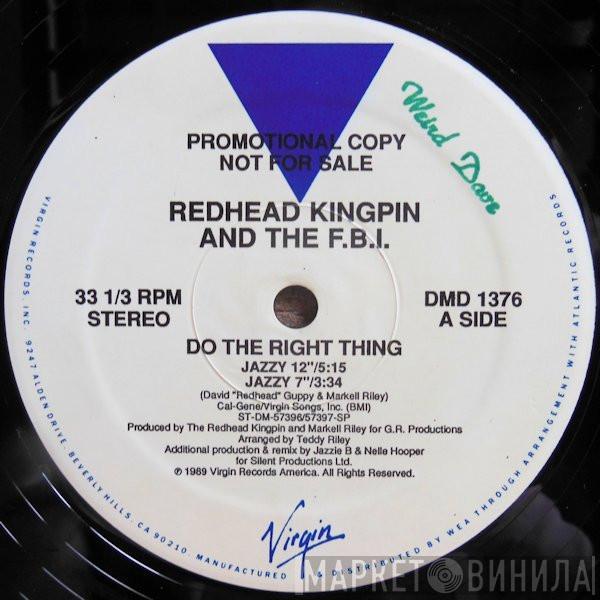 PROMOTIONAL COPY
NOT FOR SALE
Weird Dave
REDHEAD KINGPIN
AND THE F.B.I.
33 1/3 RPM
STEREO
DMD 1376
A SIDE
DO THE RIGHT THING
JAZZY 12"/5:15
JAZZY 7"/3:34
(David "Redhead" Guppy & Markell Riley)
Cal-Gene/Virgin Songs, Inc. (BMI)
ST-DM-57396/57397-SP
Produced by The Redhead Kingpin and Markell Riley for G.R. Productions
Arranged by Teddy Riley
Additional production & remix by Jazzie B & Nelle Hooper
for Silent Productions Ltd.
℗ 1989 Virgin Records America. All Rights Reserved.
Virgin
VIRGIN RECORDS, INC. 9247 ALDEN DRIVE, BEVERLY HILLS, CA 90210. MANUFACTURED & DISTRIBUTED BY WEA THROUGH ARRANGEMENT WITH ATLANTIC RECORDS
МАРКЕТ ВИНИЛА